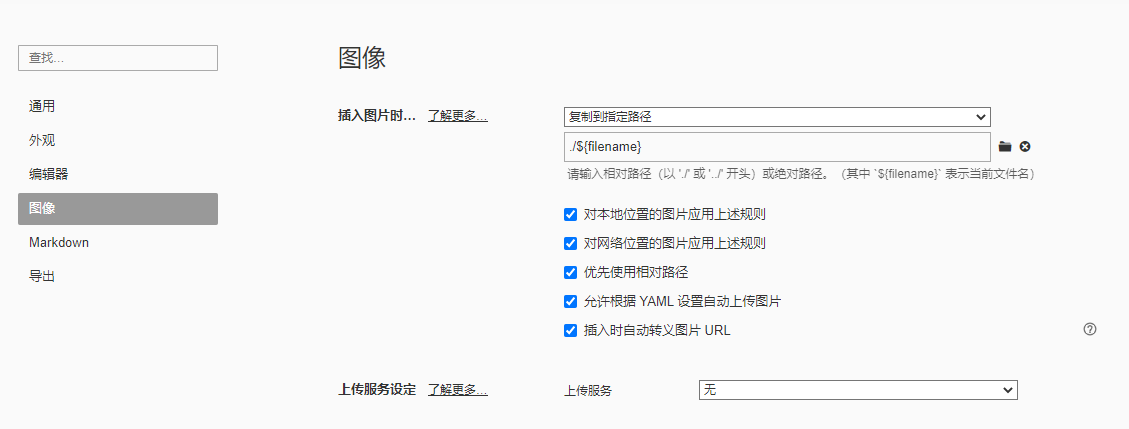 查找...
通用
外观
编辑器
图像
Markdown
导出
图像
插入图片时... 了解更多... 复制到指定路径
./${filename}
请输入相对路径（以 './' 或 '../' 开头）或绝对路径。（其中 `${filename}` 表示当前文件名）
对本地位置的图片应用上述规则
对网络位置的图片应用上述规则
优先使用相对路径
允许根据 YAML 设置自动上传图片
插入时自动转义图片 URL
上传服务设定 了解更多... 上传服务 无